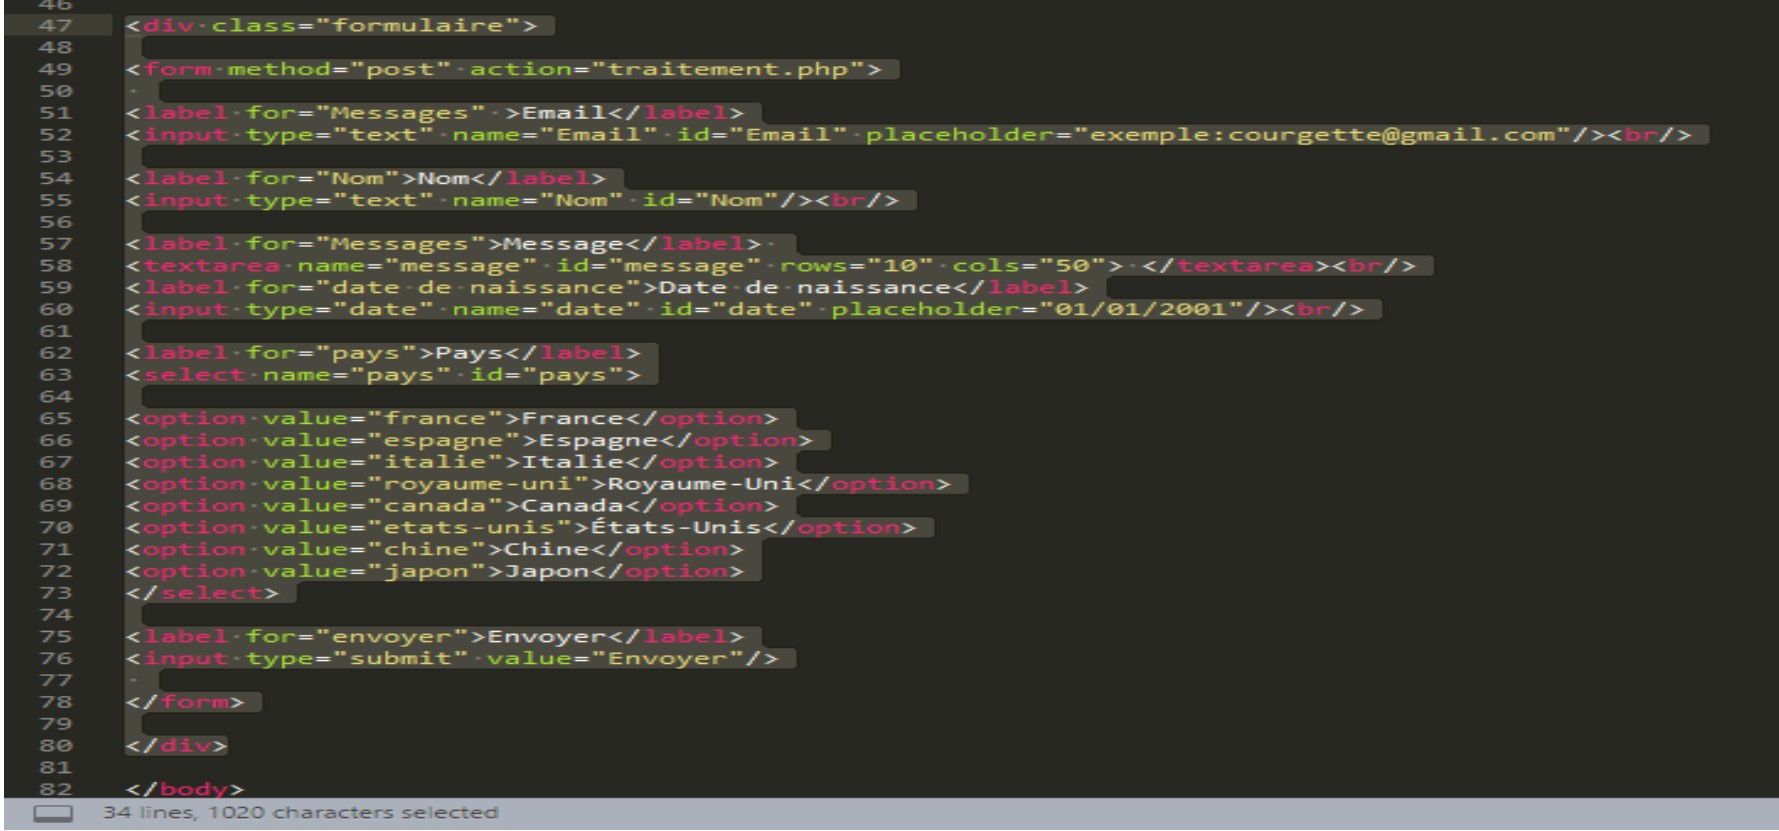 46
47 <div class="formulaire">
48
49 <form method="post" action="traitement.php">
50
51 <label for="Messages" >Email</label>
52 <input type="text" name="Email" id="Email" placeholder="exemple:courgette@gmail.com"/><br/>
53
54 <label for="Nom">Nom</label>
55 <input type="text" name="Nom" id="Nom"/><br/>
56
57 <label for="Messages">Message</label>
58 <textarea name="message" id="message" rows="10" cols="50"> </textarea><br/>
59 <label for="date de naissance">Date de naissance</label>
60 <input type="date" name="date" id="date" placeholder="01/01/2001"/><br/>
61
62 <label for="pays">Pays</label>
63 <select name="pays" id="pays">
64
65 <option value="france">France</option>
66 <option value="espagne">Espagne</option>
67 <option value="italie">Italie</option>
68 <option value="royaume-uni">Royaume-Uni</option>
69 <option value="canada">Canada</option>
70 <option value="etats-unis">États-Unis</option>
71 <option value="chine">Chine</option>
72 <option value="japon">Japon</option>
73 </select>
74
75 <label for="envoyer">Envoyer</label>
76 <input type="submit" value="Envoyer"/>
77
78 </form>
79
80 </div>
81
82 </body>
34 lines, 1020 characters selected